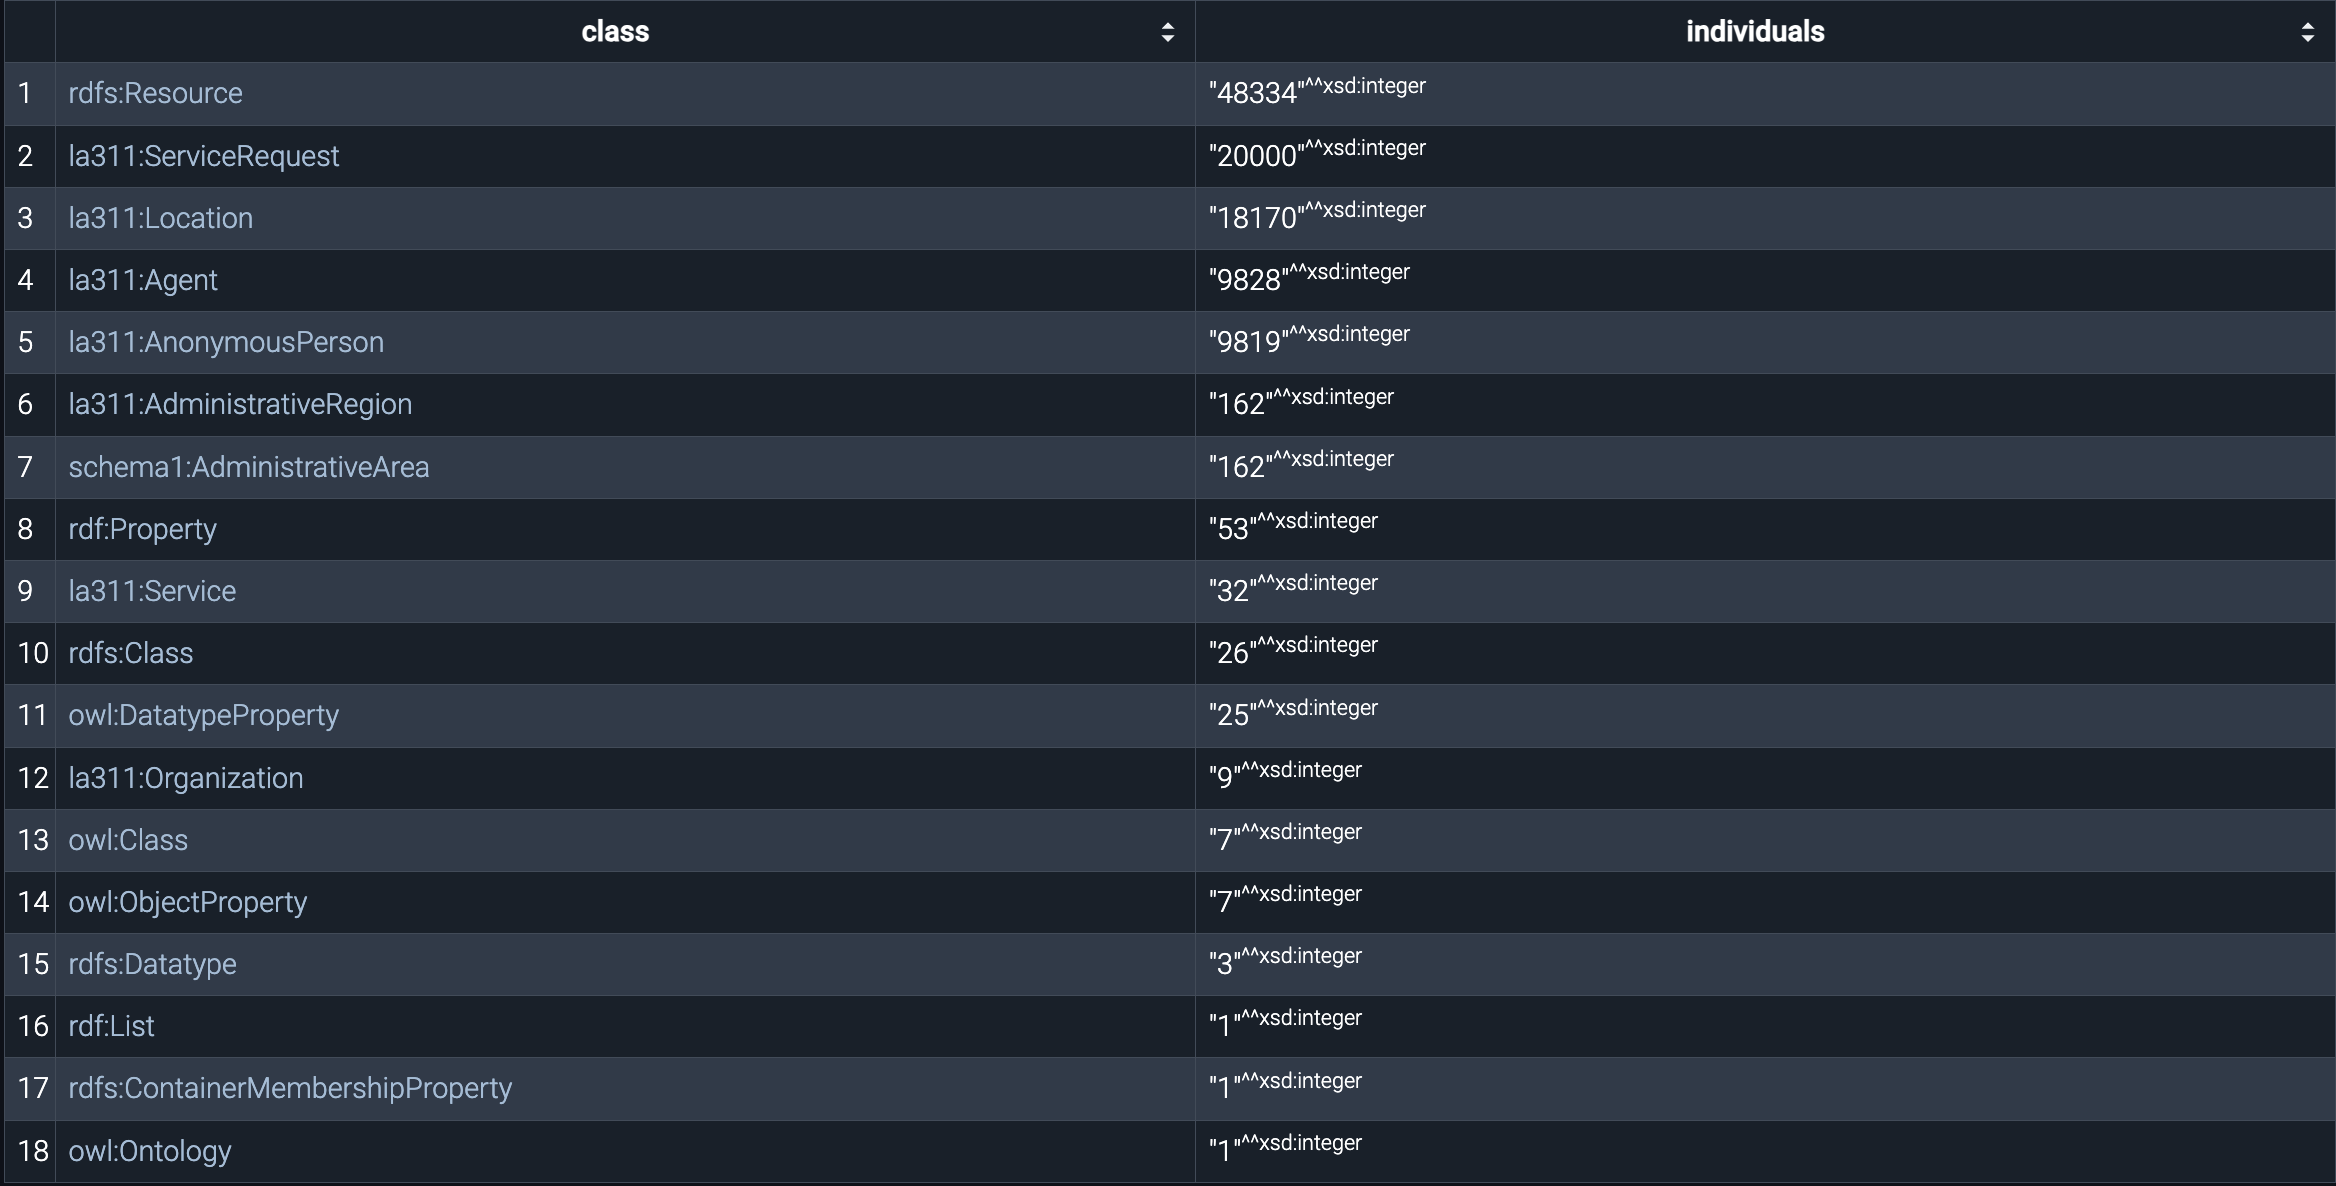 class individuals
1 rdfs:Resource "48334"^^xsd:integer
2 la311:ServiceRequest "20000"^^xsd:integer
3 la311:Location "18170"^^xsd:integer
4 la311:Agent "9828"^^xsd:integer
5 la311:AnonymousPerson "9819"^^xsd:integer
6 la311:AdministrativeRegion "162"^^xsd:integer
7 schema1:AdministrativeArea "162"^^xsd:integer
8 rdf:Property "53"^^xsd:integer
9 la311:Service "32"^^xsd:integer
10 rdfs:Class "26"^^xsd:integer
11 owl:DatatypeProperty "25"^^xsd:integer
12 la311:Organization "9"^^xsd:integer
13 owl:Class "7"^^xsd:integer
14 owl:ObjectProperty "7"^^xsd:integer
15 rdfs:Datatype "3"^^xsd:integer
16 rdf:List "1"^^xsd:integer
17 rdfs:ContainerMembershipProperty "1"^^xsd:integer
18 owl:Ontology "1"^^xsd:integer